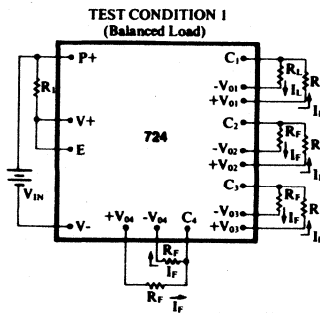 TEST CONDITION 1
(Balanced Load)
P+
C1
RL
R
-V01
IL
+V01
I
V+
724
C2
RF
R
E
-V02
IF
+V02
I
VIN
C3
RF
R
V-
+V04
-V04
C4
-V03
IF
+V03
I
RF
IF
RF
IF